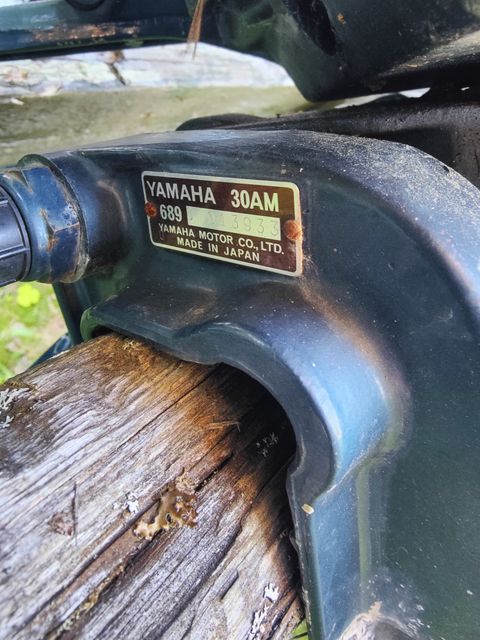 YAMAHA 30AM
689
YAMAHA MOTOR CO., LTD.
MADE IN JAPAN